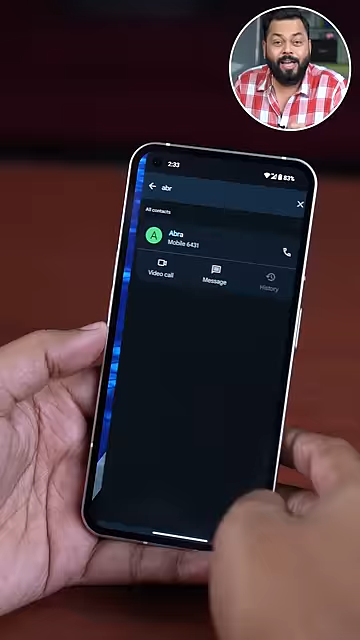 2:33
83%
abr
All contacts
A
Abra
Mobile 6431
Video call
Message
History